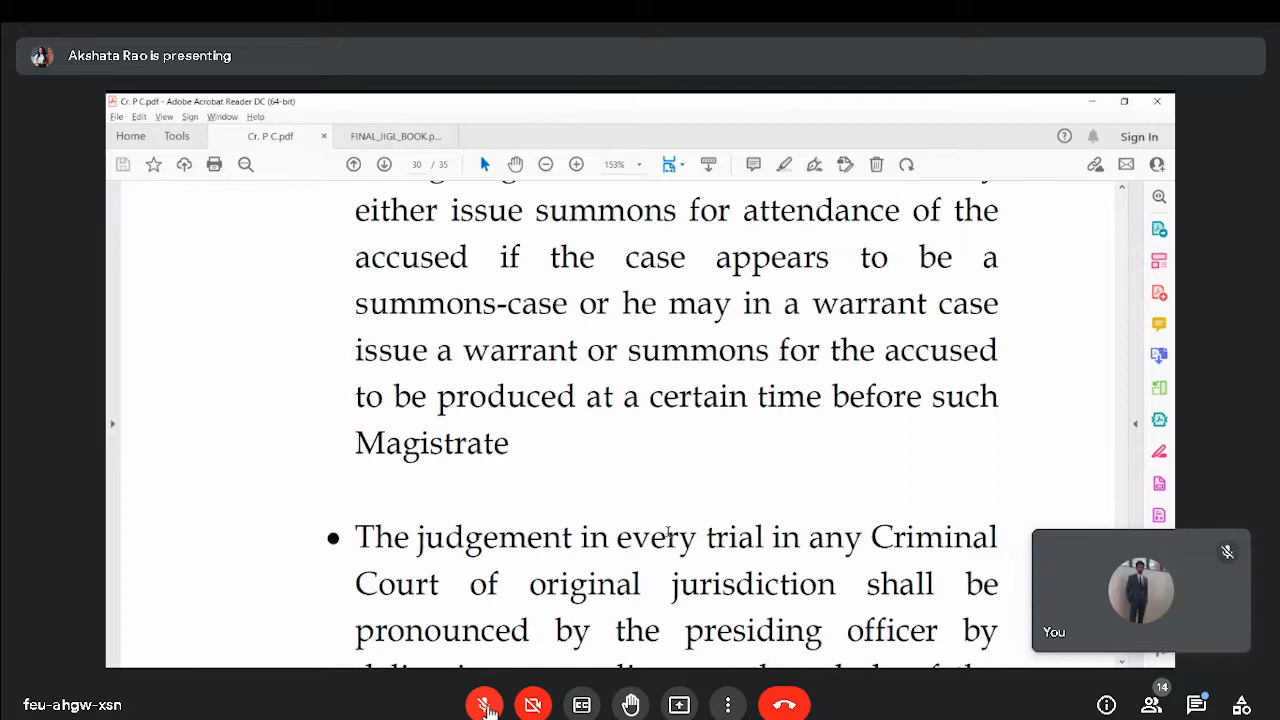 Akshata Rao is presenting
Cr. P C.pdf - Adobe Acrobat Reader DC (64-bit)
File Edit View Sign Window Help
Home Tools Cr. P C.pdf FINAL_JIGL_BOOK.p... Sign In
30 / 35 153%
either issue summons for attendance of the
accused if the case appears to be a
summons-case or he may in a warrant case
issue a warrant or summons for the accused
to be produced at a certain time before such
Magistrate
• The judgement in every trial in any Criminal
Court of original jurisdiction shall be
pronounced by the presiding officer by
You
14
feu-ahgw-xsn